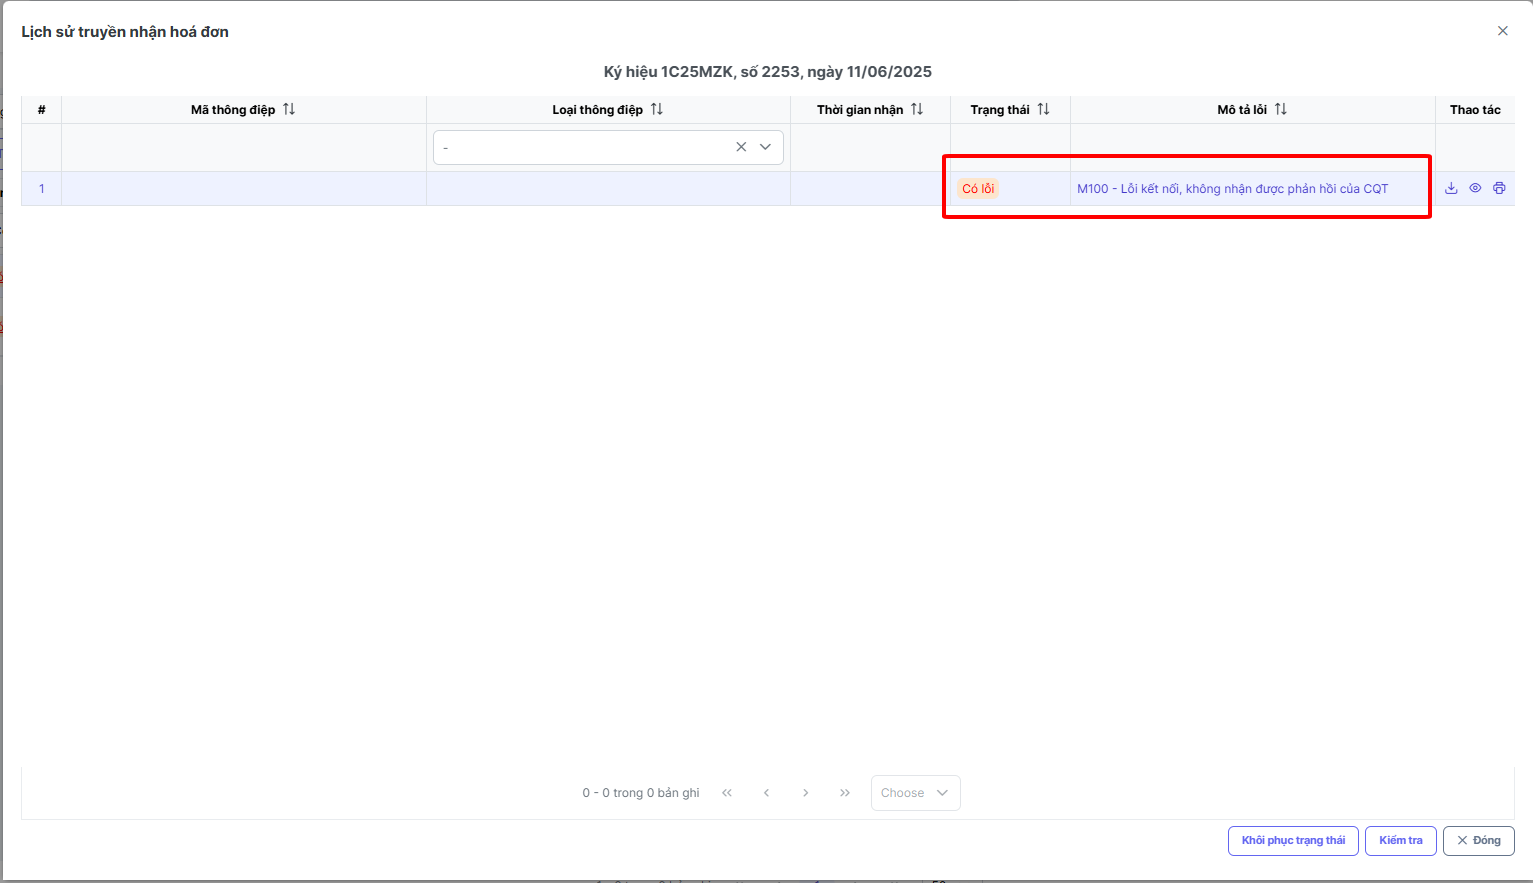 Lịch sử truyền nhận hoá đơn
Ký hiệu 1C25MZK, số 2253, ngày 11/06/2025
# Mã thông điệp Loại thông điệp Thời gian nhận Trạng thái Mô tả lỗi Thao tác
-
1 Có lỗi M100 - Lỗi kết nối, không nhận được phản hồi của CQT
0 - 0 trong 0 bản ghi Choose
Khôi phục trạng thái Kiểm tra Đóng